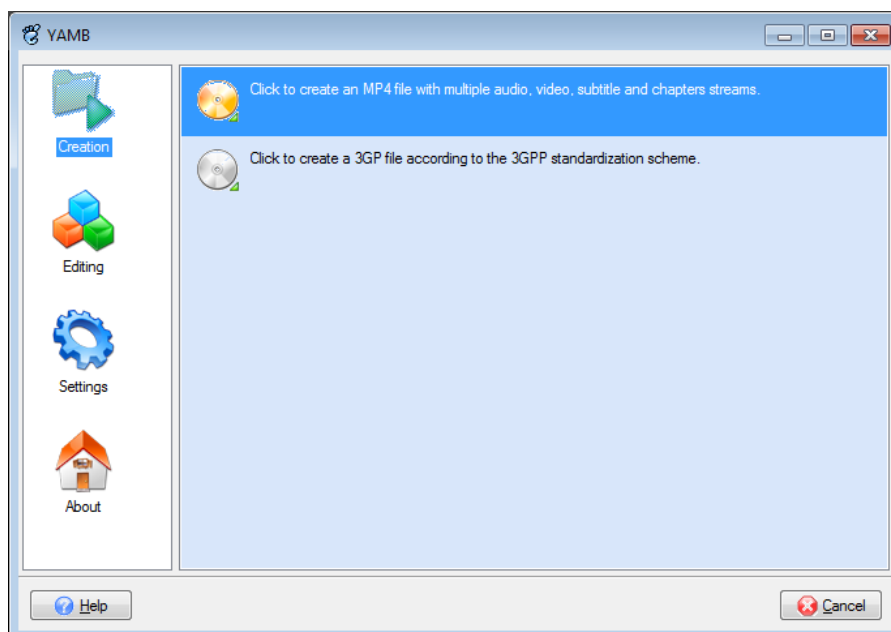 YAMB
Creation
Click to create an MP4 file with multiple audio, video, subtitle and chapters streams.
Click to create a 3GP file according to the 3GPP standardization scheme.
Editing
Settings
About
Help
Cancel